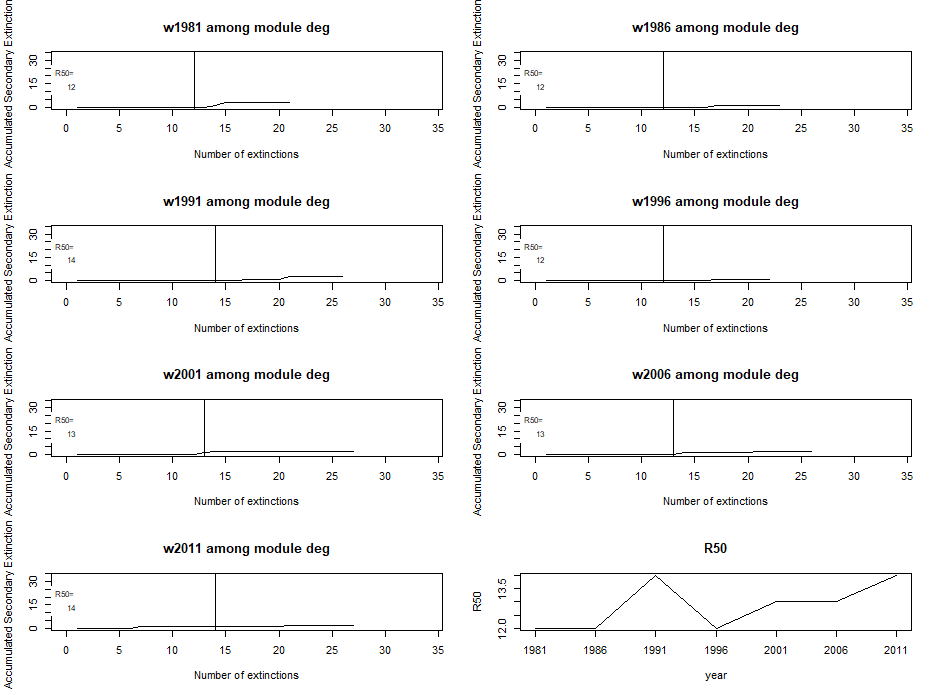 w1981 among module deg
Accumulated Secondary Extinction
0 15 30
R50=
12
0 5 10 15 20 25 30 35
Number of extinctions
w1986 among module deg
Accumulated Secondary Extinction
0 15 30
R50=
12
0 5 10 15 20 25 30 35
Number of extinctions
w1991 among module deg
Accumulated Secondary Extinction
0 15 30
R50=
14
0 5 10 15 20 25 30 35
Number of extinctions
w1996 among module deg
Accumulated Secondary Extinction
0 15 30
R50=
12
0 5 10 15 20 25 30 35
Number of extinctions
w2001 among module deg
Accumulated Secondary Extinction
0 15 30
R50=
13
0 5 10 15 20 25 30 35
Number of extinctions
w2006 among module deg
Accumulated Secondary Extinction
0 15 30
R50=
13
0 5 10 15 20 25 30 35
Number of extinctions
w2011 among module deg
Accumulated Secondary Extinction
0 15 30
R50=
14
0 5 10 15 20 25 30 35
Number of extinctions
R50
R50
12.0 13.5
1981 1986 1991 1996 2001 2006 2011
year